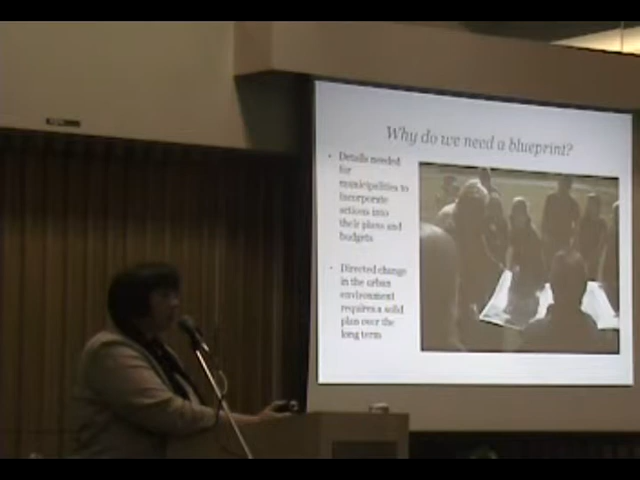 Why do we need a blueprint?
• Details needed
for
municipalities to
incorporate
actions into
their plans and
budgets
• Directed change
in the urban
environment
requires a solid
plan over the
long term